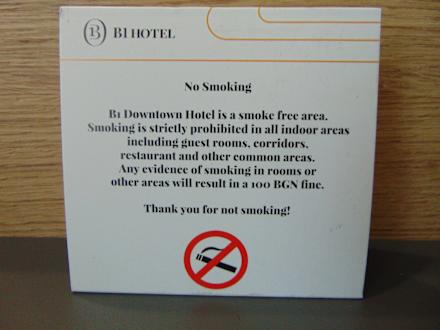 B1 HOTEL
No Smoking
B1 Downtown Hotel is a smoke free area.
Smoking is strictly prohibited in all indoor areas
including guest rooms, corridors,
restaurant and other common areas.
Any evidence of smoking in rooms or
other areas will result in a 100 BGN fine.
Thank you for not smoking!